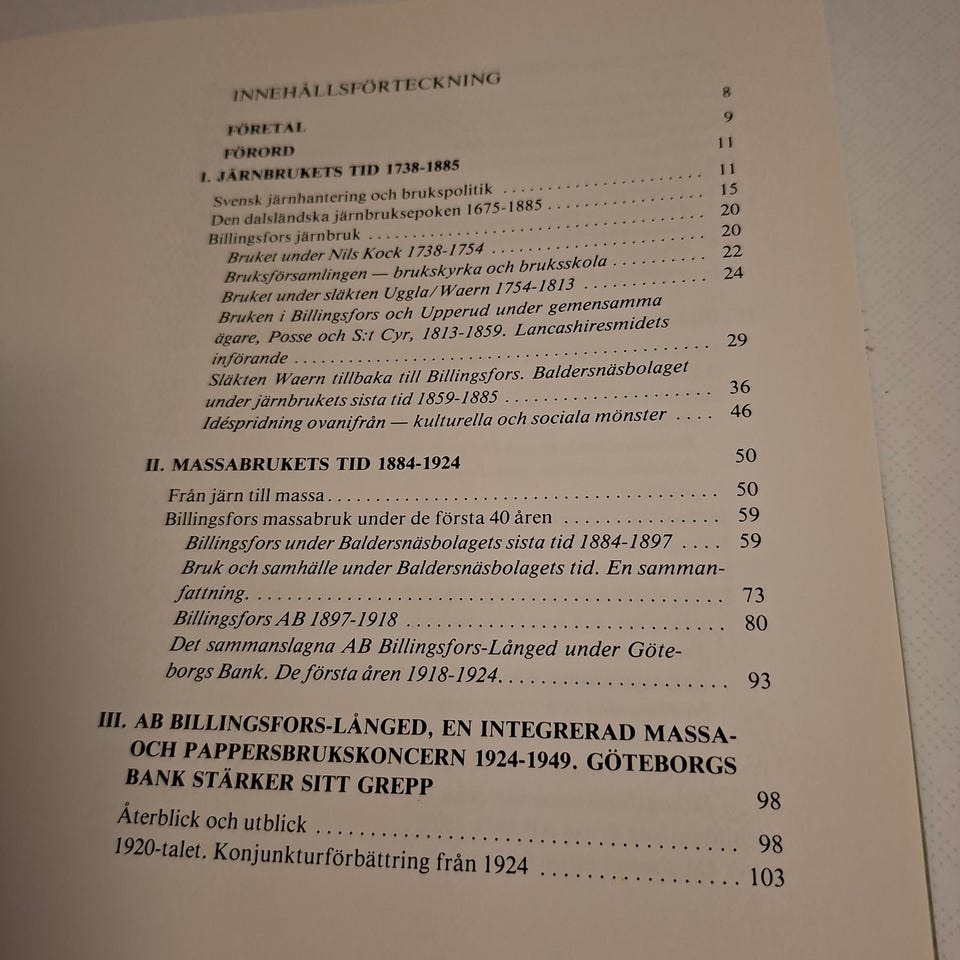 INNEHÅLLSFÖRTECKNING
FÖRETAL 8
FÖRORD 9
I. JÄRNBRUKETS TID 1738-1885 11
Svensk järnhantering och brukspolitik .......................... 11
Den dalsländska järnbruksepoken 1675-1885 .................... 15
Billingsfors järnbruk .......................................... 20
Bruket under Nils Kock 1738-1754 ........................... 20
Bruksförsamlingen — brukskyrka och bruksskola .......... 22
Bruket under släkten Uggla/Waern 1754-1813 ............. 24
Bruken i Billingsfors och Upperud under gemensamma
ägare, Posse och S:t Cyr, 1813-1859. Lancashiresmidets
införande .......................................... 29
Släkten Waern tillbaka till Billingsfors. Baldersnäsbolaget
under järnbrukets sista tid 1859-1885 ..................... 36
Idéspridning ovanifrån — kulturella och sociala mönster .... 46
II. MASSABRUKETS TID 1884-1924 50
Från järn till massa ....................................... 50
Billingsfors massabruk under de första 40 åren ............... 59
Billingsfors under Baldersnäsbolagets sista tid 1884-1897 .... 59
Bruk och samhälle under Baldersnäsbolagets tid. En samman-
fattning. ................................................ 73
Billingsfors AB 1897-1918 ................................ 80
Det sammanslagna AB Billingsfors-Långed under Göte-
borgs Bank. De första åren 1918-1924. ....................... 93
III. AB BILLINGSFORS-LÅNGED, EN INTEGRERAD MASSA-
OCH PAPPERSBRUKSKONCERN 1924-1949. GÖTEBORGS
BANK STÄRKER SITT GREPP 98
Återblick och utblick ........................................ 98
1920-talet. Konjunkturförbättring från 1924 ................. 103